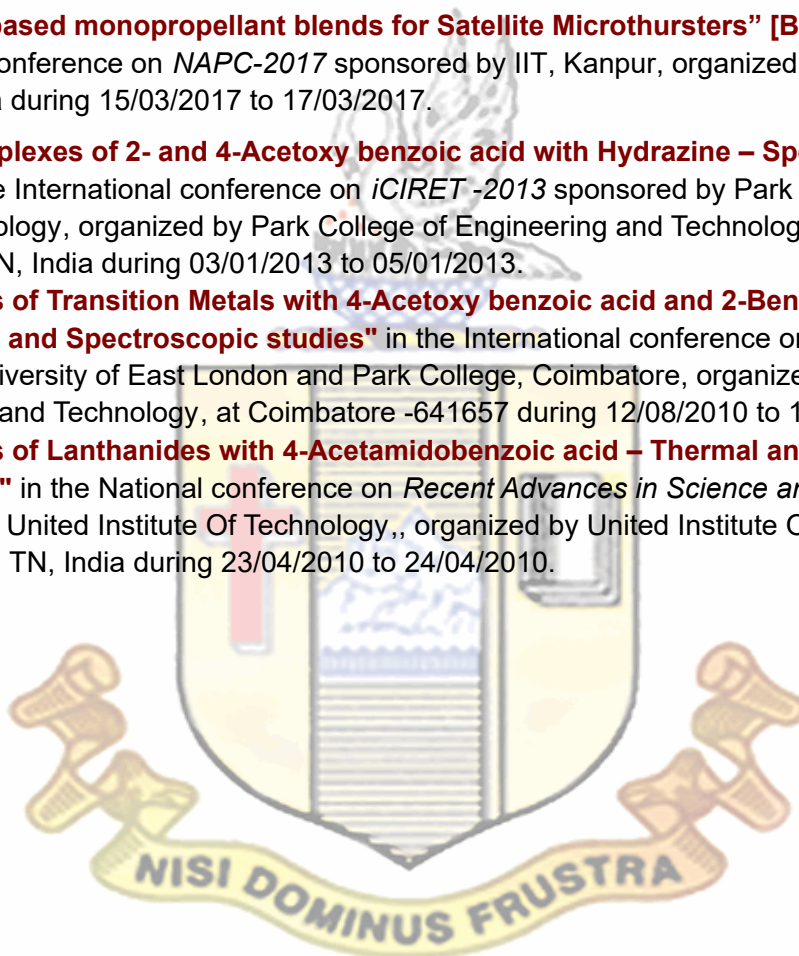 based monopropellant blends for Satellite Microthursters” [B
onference on NAPC-2017 sponsored by IIT, Kanpur, organized
during 15/03/2017 to 17/03/2017.
plexes of 2- and 4-Acetoxy benzoic acid with Hydrazine – Sp
e International conference on iCIRET -2013 sponsored by Park
ology, organized by Park College of Engineering and Technolog
N, India during 03/01/2013 to 05/01/2013.
s of Transition Metals with 4-Acetoxy benzoic acid and 2-Ben
and Spectroscopic studies" in the International conference on
iversity of East London and Park College, Coimbatore, organize
and Technology, at Coimbatore -641657 during 12/08/2010 to 1
s of Lanthanides with 4-Acetamidobenzoic acid – Thermal an
" in the National conference on Recent Advances in Science an
United Institute Of Technology,, organized by United Institute O
TN, India during 23/04/2010 to 24/04/2010.
NISI DOMINUS FRUSTRA